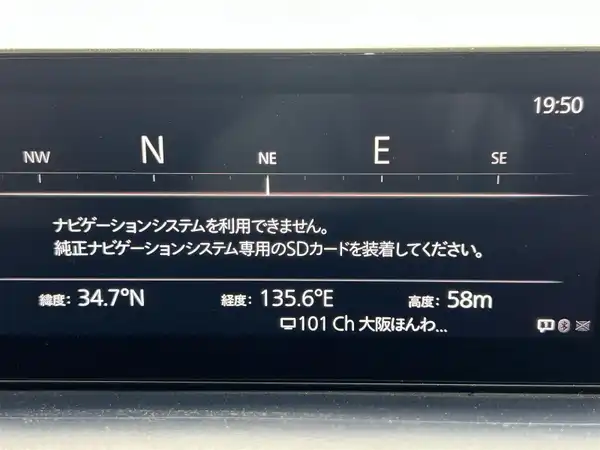 19:50
NW N NE E SE
ナビゲーションシステムを利用できません。
純正ナビゲーションシステム専用のSDカードを装着してください。
緯度: 34.7°N 経度: 135.6°E 高度: 58m
101 Ch 大阪ほんわ...